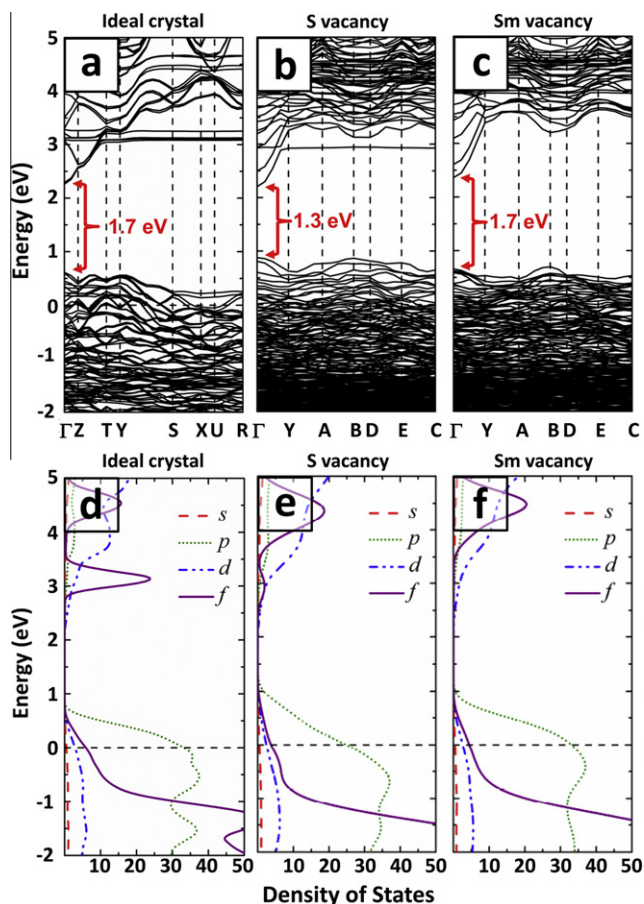 Ideal crystal S vacancy Sm vacancy
5 a b c
4
3
2
1.7 eV 1.3 eV 1.7 eV
1
0
-1
-2
Energy (eV)
Γ Z T Y S X U R Γ Y A B D E C Γ Y A B D E C
Ideal crystal S vacancy Sm vacancy
5 d e f
s s s
4 p p p
d d d
3 f f f
2
1
0
-1
-2
Energy (eV)
10 20 30 40 50 10 20 30 40 50 10 20 30 40 50
Density of States